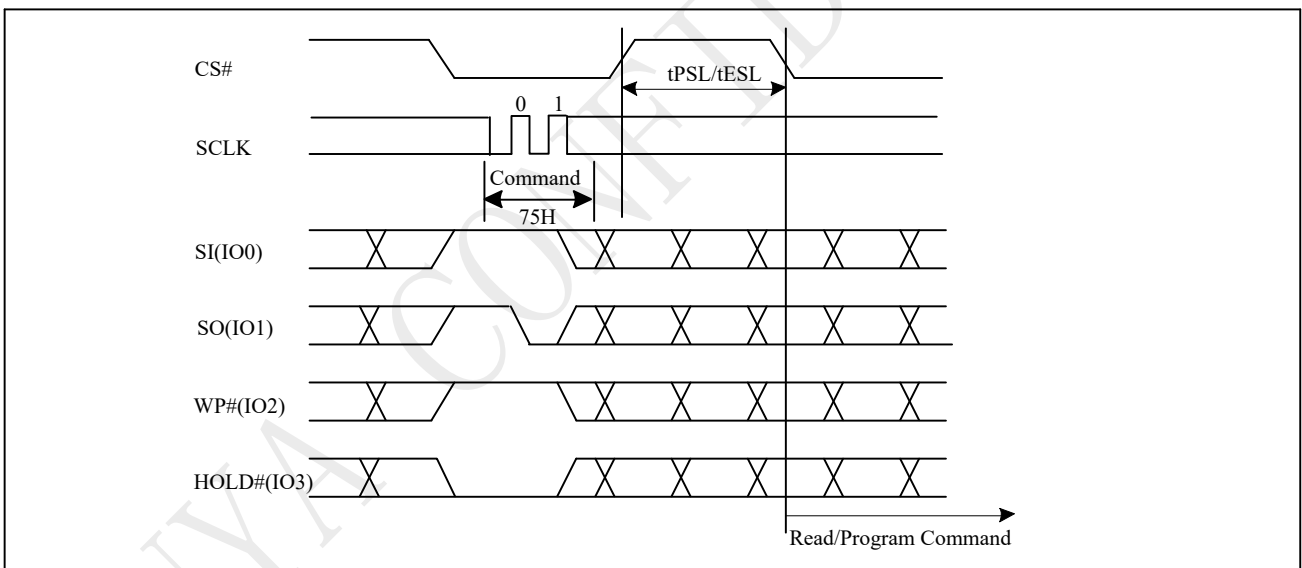 CS#
tPSL/tESL
0 1
SCLK
Command
75H
SI(IO0)
SO(IO1)
WP#(IO2)
HOLD#(IO3)
Read/Program Command